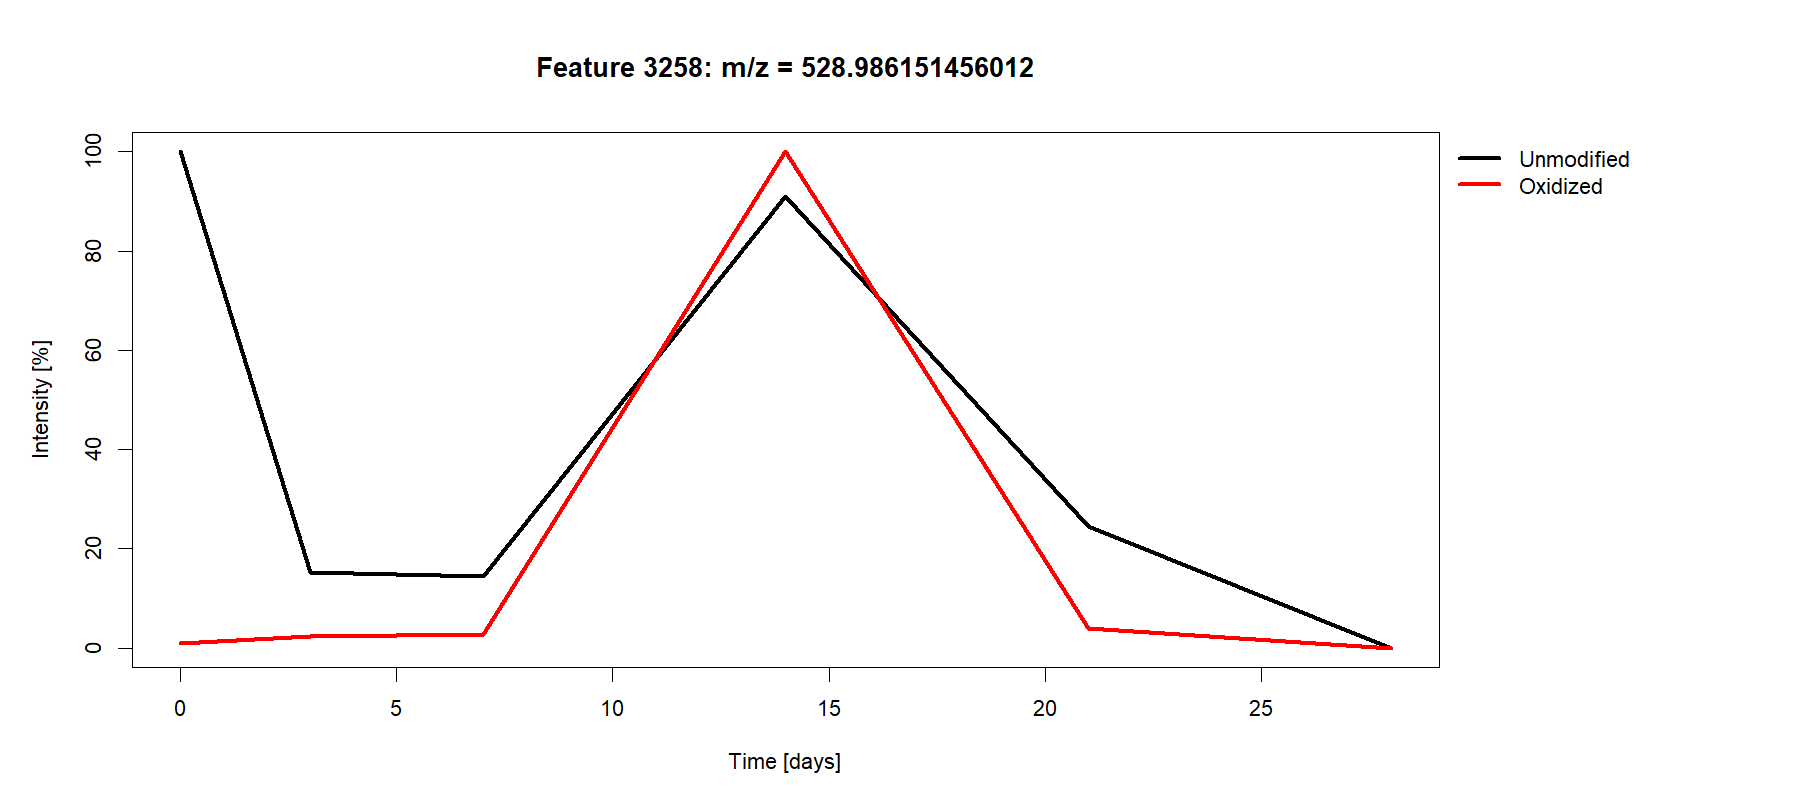 Feature 3258: m/z = 528.986151456012
Unmodified
Oxidized
Intensity [%]
100
80
60
40
20
0
0 5 10 15 20 25
Time [days]